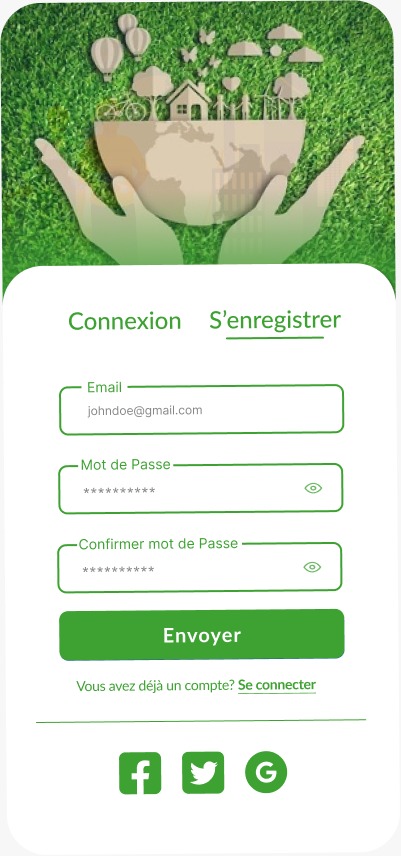 Connexion S'enregistrer
Email
johndoe@gmail.com
Mot de Passe
**********
Confirmer mot de Passe
**********
Envoyer
Vous avez déjà un compte? Se connecter
f
G